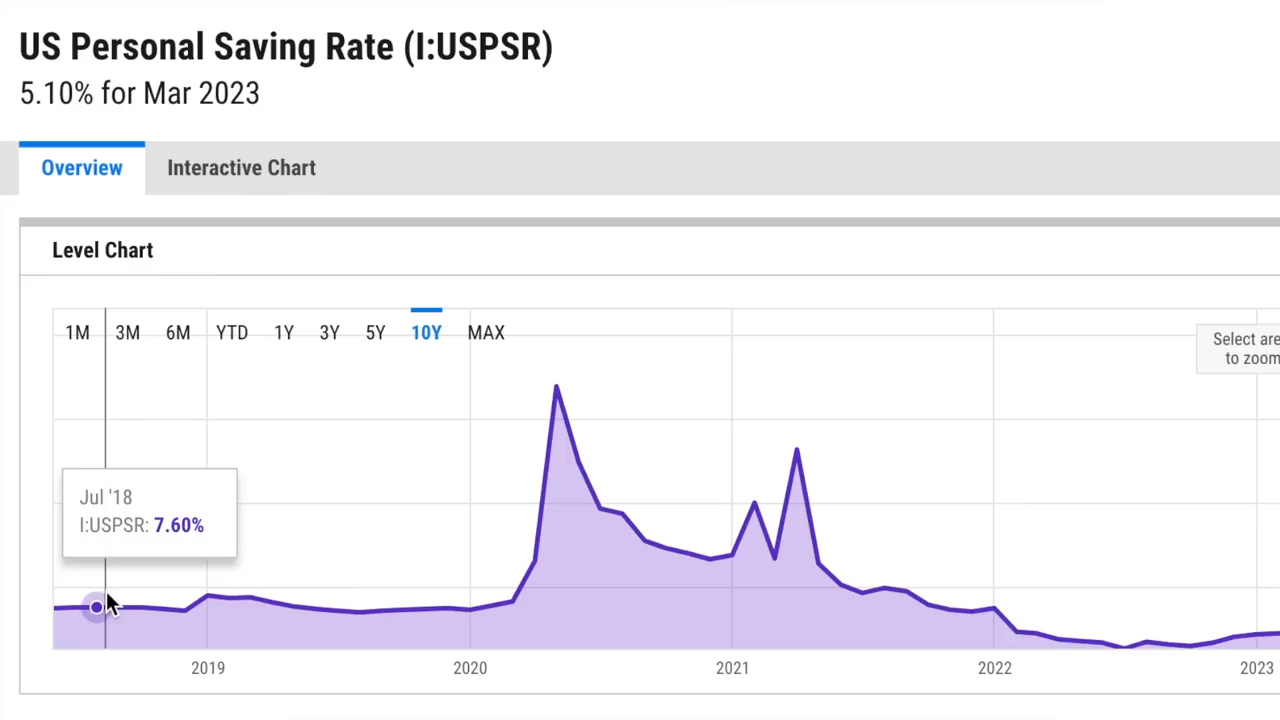 US Personal Saving Rate (I:USPSR)
5.10% for Mar 2023
Overview Interactive Chart
Level Chart
1M 3M 6M YTD 1Y 3Y 5Y 10Y MAX
Select are
to zoom
Jul '18
I:USPSR: 7.60%
2019 2020 2021 2022 2023